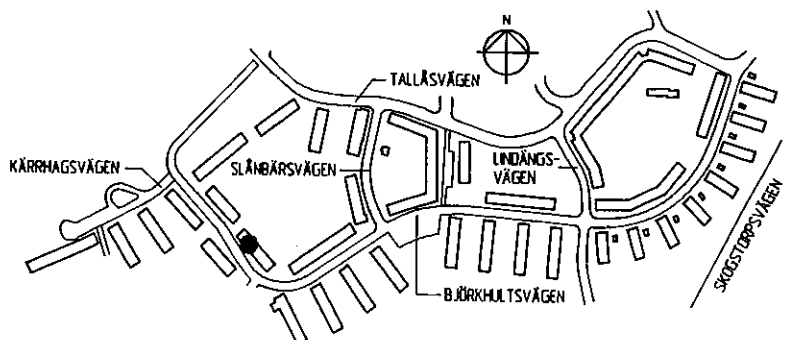 N
TALLÅSVÄGEN
KÄRRHAGSVÄGEN
SLÅNBÄRSVÄGEN
LINDÄNGS-
VÄGEN
BJÖRKHULTSVÄGEN
SKOGSTORPSVÄGEN